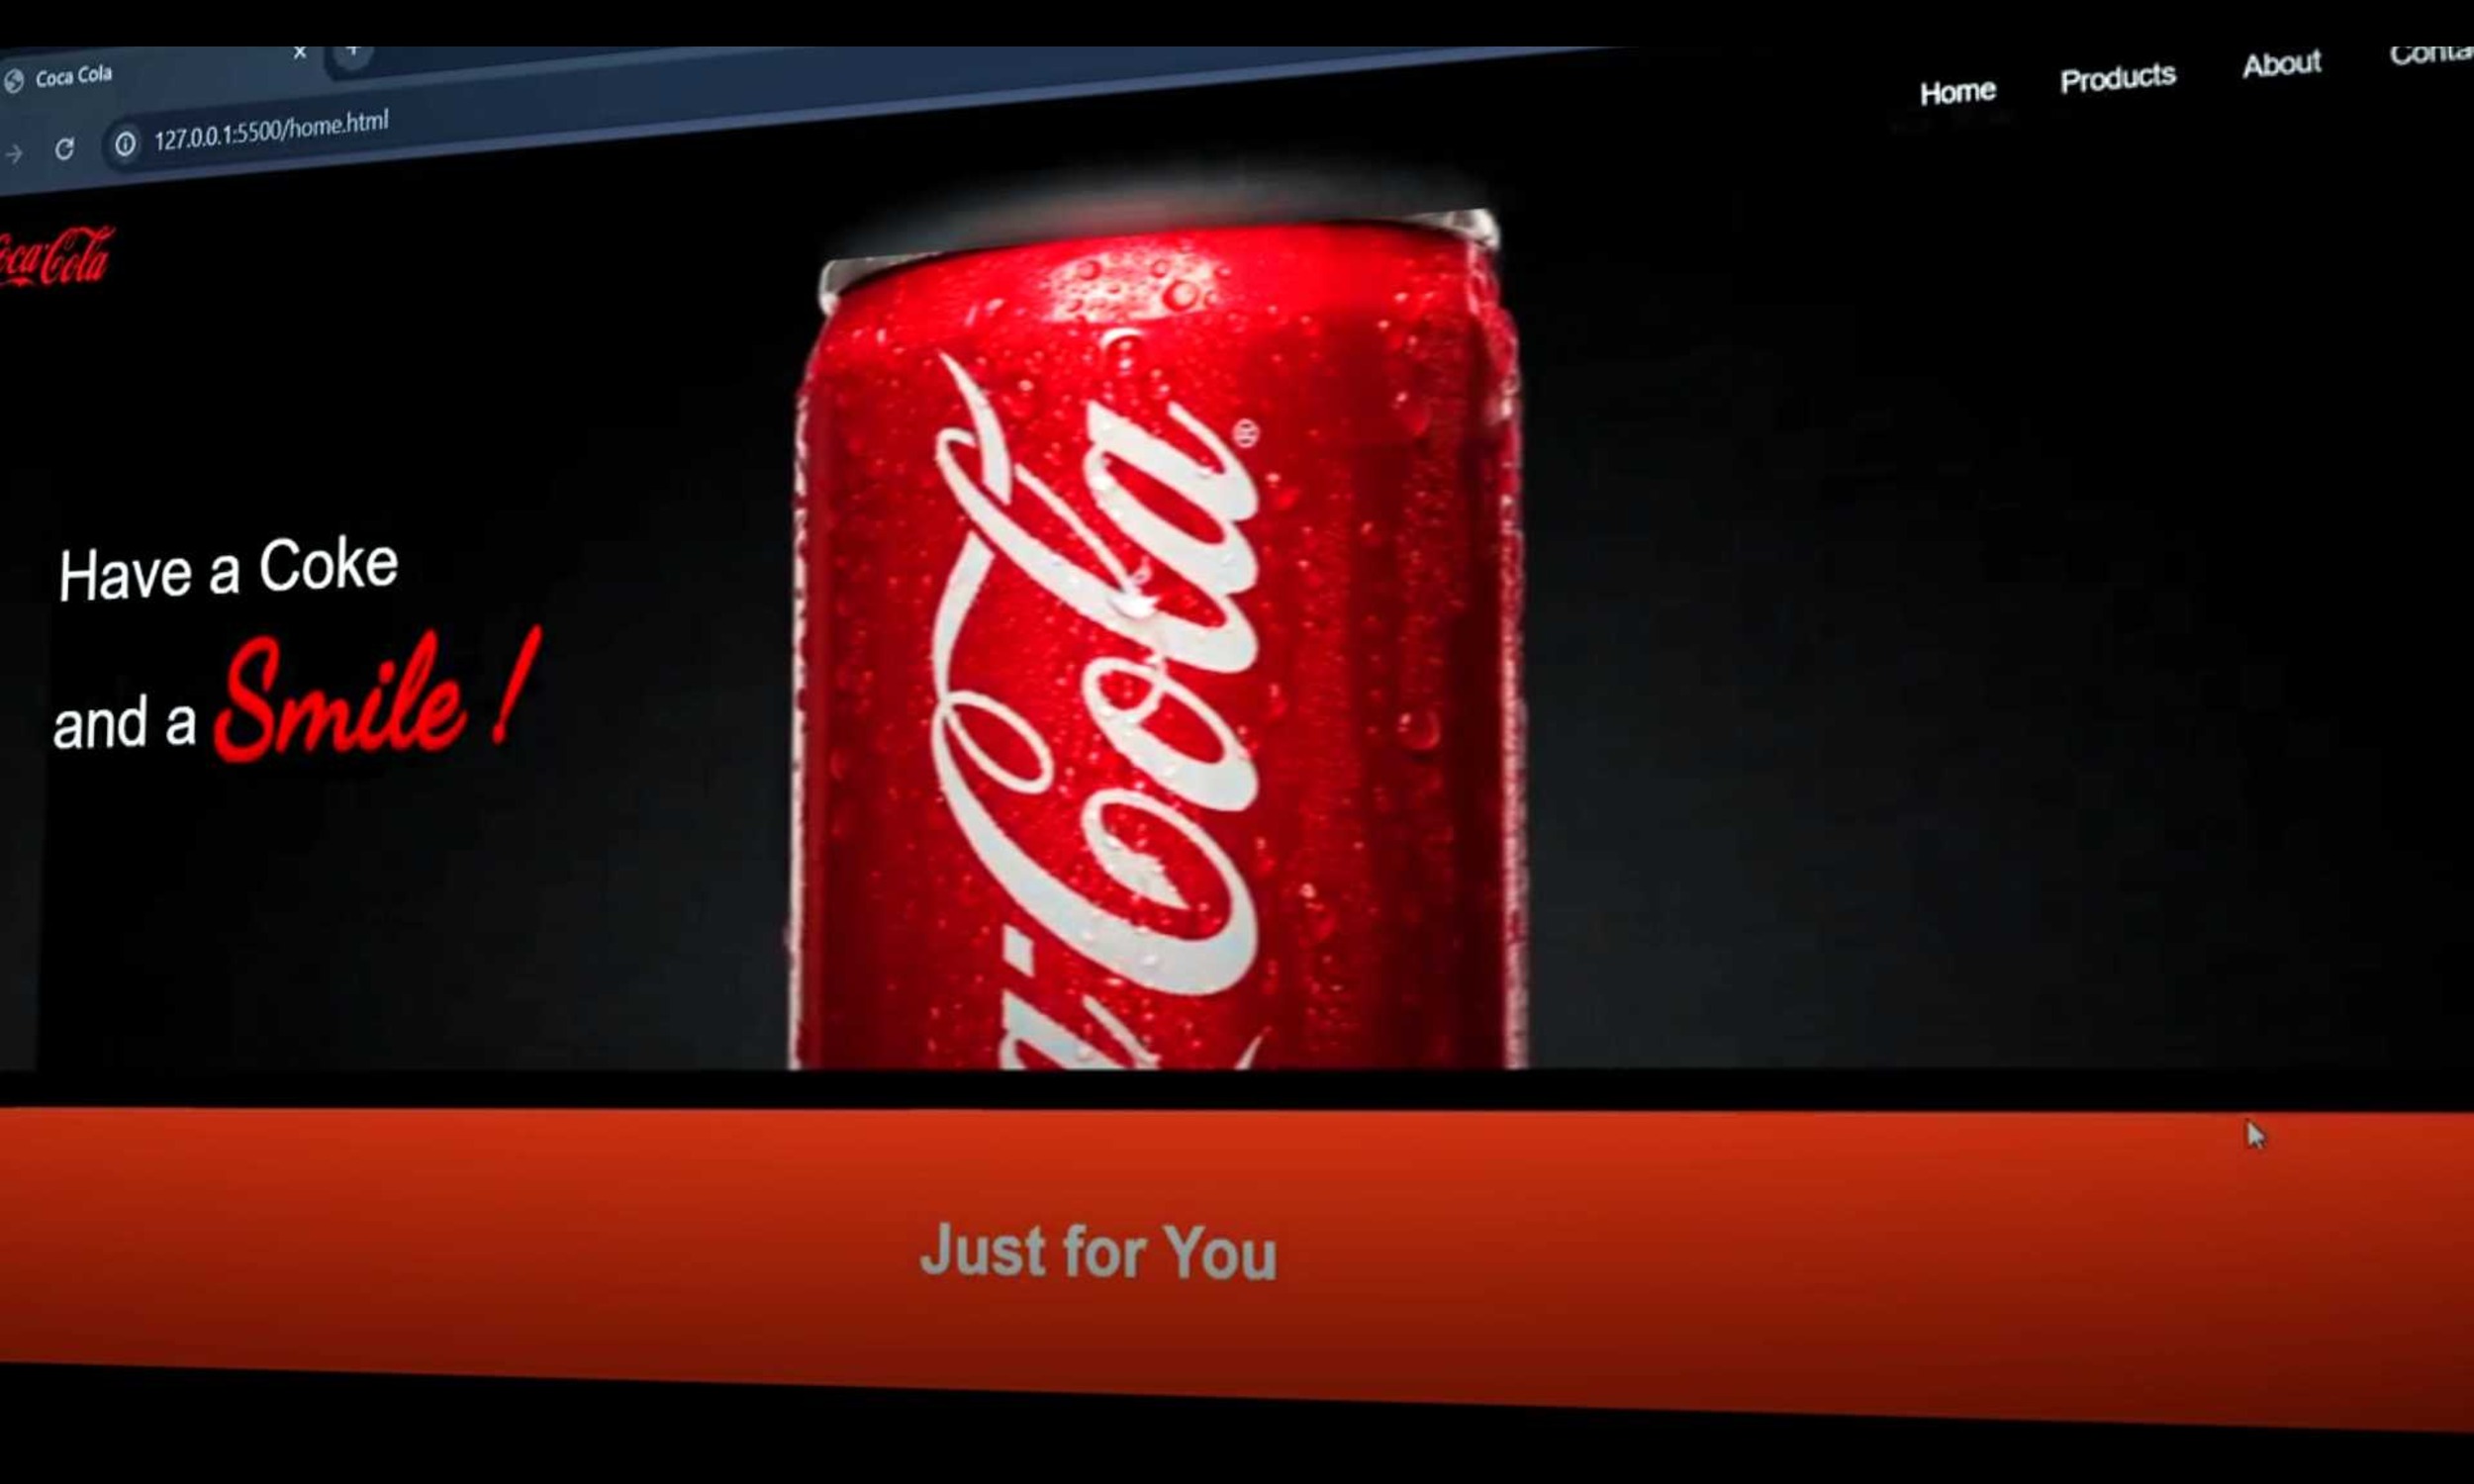 Coca Cola
127.0.0.1:5500/home.html
Home Products About
Coca-Cola
Have a Coke
and a Smile !
Coca-Cola®
Just for You